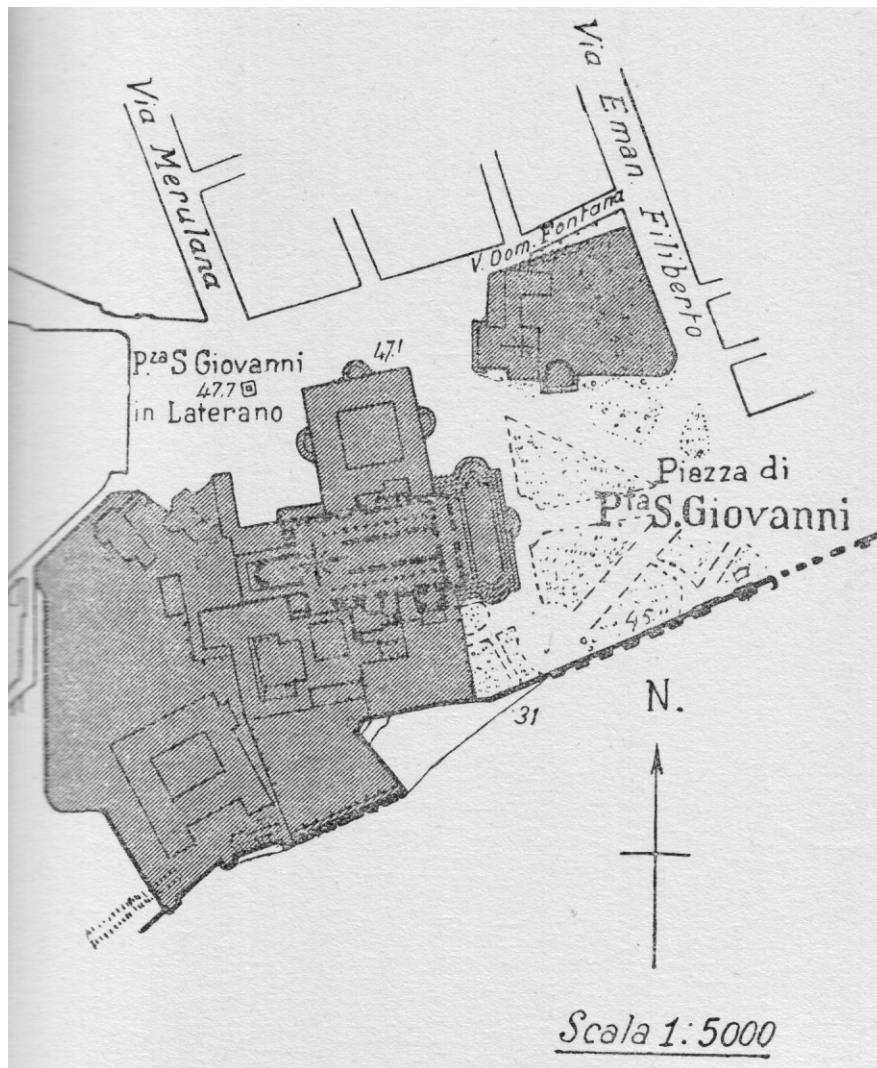 Via Merulana
Via Eman. Filiberto
V. Dom. Fontana
47.1
P.za S Giovanni
47.7
in Laterano
Piazza di
P.ta S. Giovanni
45
31
N.
Scala 1:5000